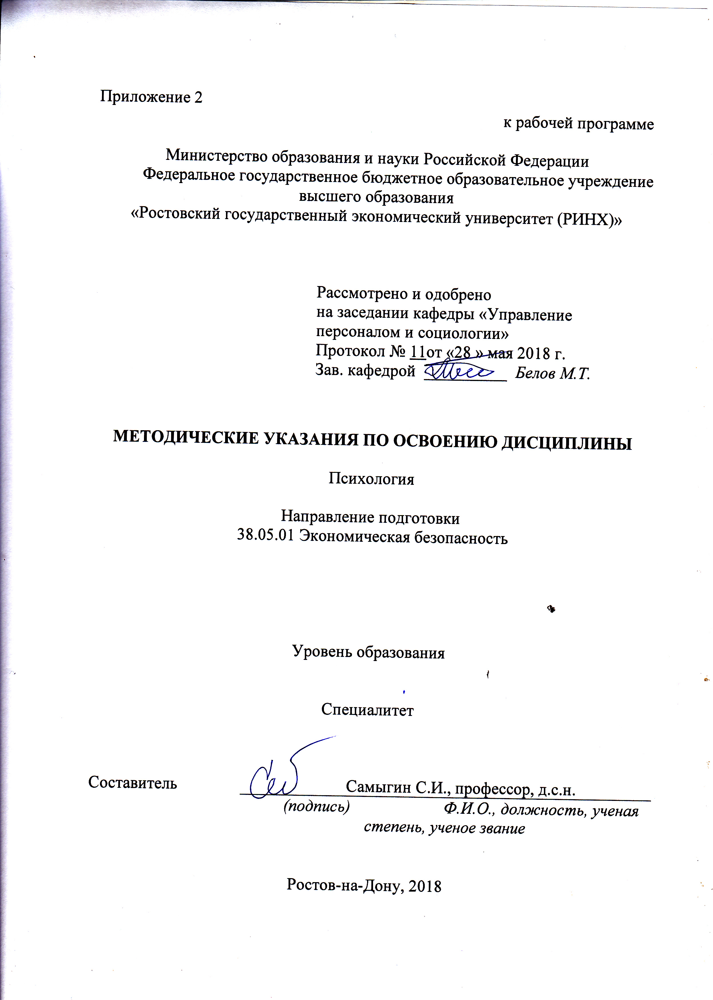 Приложение 2
к рабочей программе
Министерство образования и науки Российской Федерации
Федеральное государственное бюджетное образовательное учреждение
высшего образования
«Ростовский государственный экономический университет (РИНХ)»
Рассмотрено и одобрено
на заседании кафедры «Управление
персоналом и социологии»
Протокол № 11от «28 » мая 2018 г.
Зав. кафедрой Белов М.Т.
МЕТОДИЧЕСКИЕ УКАЗАНИЯ ПО ОСВОЕНИЮ ДИСЦИПЛИНЫ
Психология
Направление подготовки
38.05.01 Экономическая безопасность
Уровень образования
Специалитет
Составитель Самыгин С.И., профессор, д.с.н.
(подпись) Ф.И.О., должность, ученая
степень, ученое звание
Ростов-на-Дону, 2018